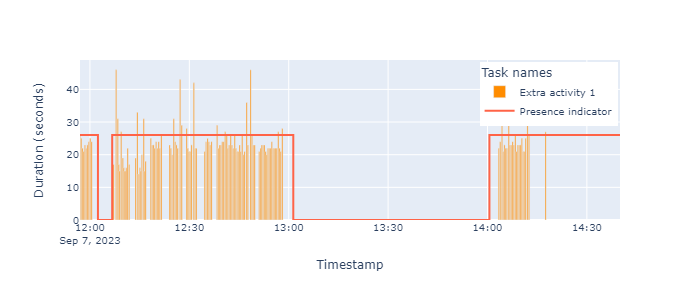 Task names
Extra activity 1
Presence indicator
Duration (seconds)
40
30
20
10
0
12:00 12:30 13:00 13:30 14:00 14:30
Sep 7, 2023
Timestamp